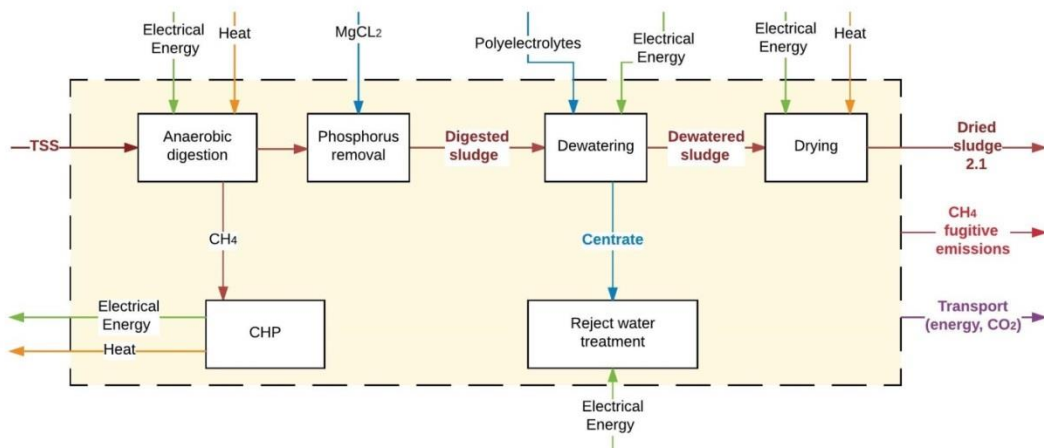 Electrical
Energy
Heat
MgCL2
Polyelectrolytes
Electrical
Energy
Electrical
Energy
Heat
TSS
Anaerobic
digestion
Phosphorus
removal
Digested
sludge
Dewatering
Dewatered
sludge
Drying
Dried
sludge
2.1
CH4
Centrate
CH4
fugitive
emissions
Electrical
Energy
Heat
CHP
Reject water
treatment
Transport
(energy, CO2)
Electrical
Energy